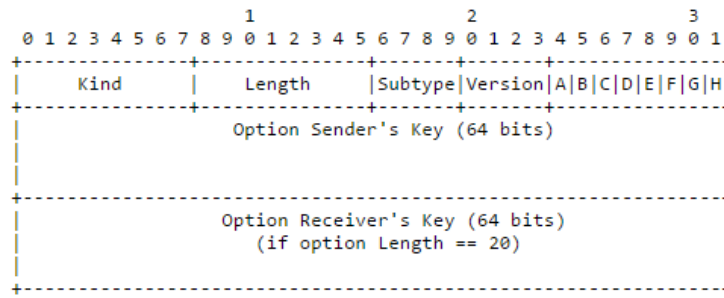 1                   2                   3
 0 1 2 3 4 5 6 7 8 9 0 1 2 3 4 5 6 7 8 9 0 1 2 3 4 5 6 7 8 9 0 1
+---------------+---------------+-------+-------+---------------
|     Kind      |    Length     |Subtype|Version|A|B|C|D|E|F|G|H
+---------------+---------------+-------+-------+---------------
|                   Option Sender's Key (64 bits)
|
|
+---------------------------------------------------------------
|                  Option Receiver's Key (64 bits)
|                     (if option Length == 20)
|
+---------------------------------------------------------------